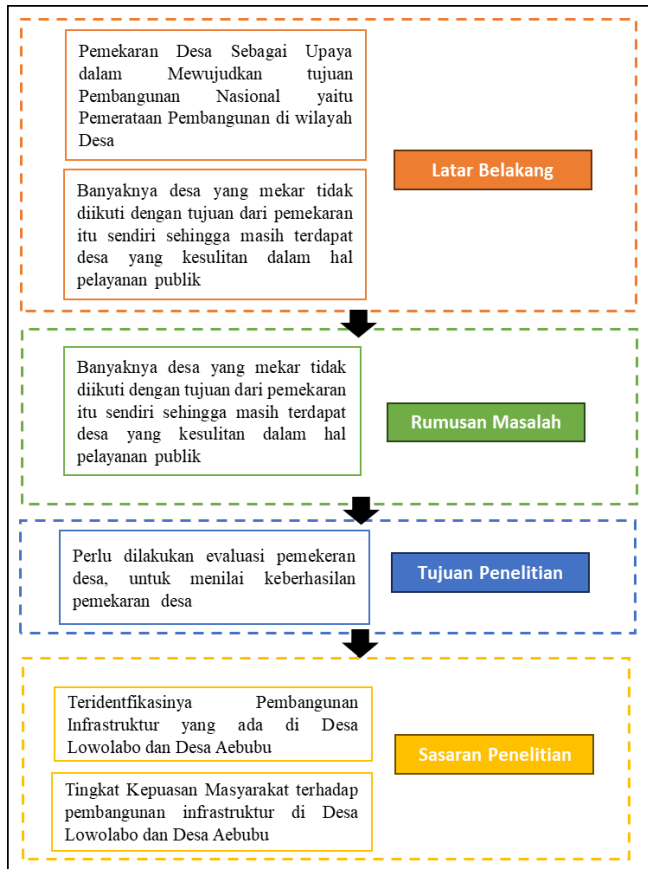 Pemekaran Desa Sebagai Upaya
dalam Mewujudkan tujuan
Pembangunan Nasional yaitu
Pemerataan Pembangunan di wilayah
Desa
Latar Belakang
Banyaknya desa yang mekar tidak
diikuti dengan tujuan dari pemekaran
itu sendiri sehingga masih terdapat
desa yang kesulitan dalam hal
pelayanan publik
Banyaknya desa yang mekar tidak
diikuti dengan tujuan dari pemekaran
itu sendiri sehingga masih terdapat
desa yang kesulitan dalam hal
pelayanan publik
Rumusan Masalah
Perlu dilakukan evaluasi pemekeran
desa, untuk menilai keberhasilan
pemekaran desa
Tujuan Penelitian
Teridentfikasinya Pembangunan
Infrastruktur yang ada di Desa
Lowolabo dan Desa Aebubu
Sasaran Penelitian
Tingkat Kepuasan Masyarakat terhadap
pembangunan infrastruktur di Desa
Lowolabo dan Desa Aebubu